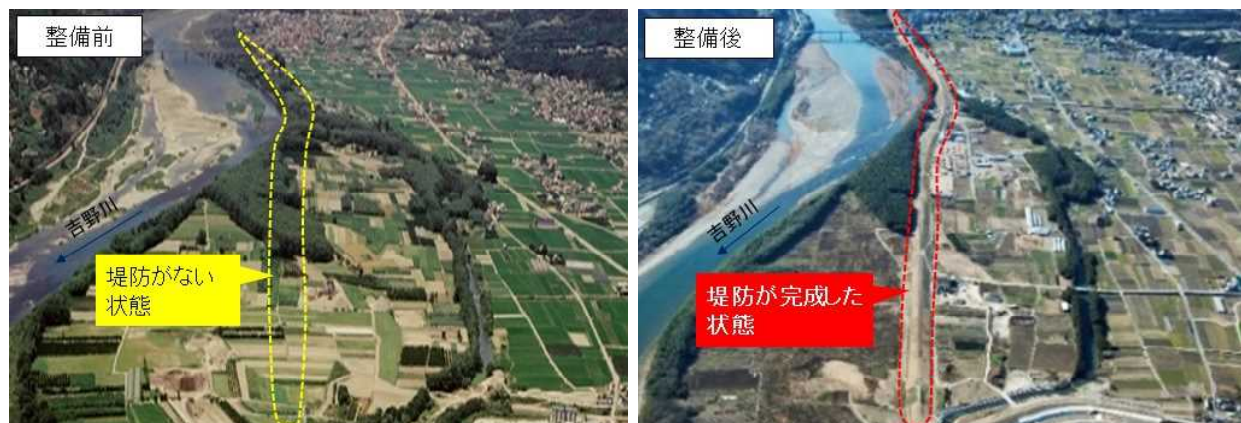 整備前
吉野川
堤防がない
状態
整備後
吉野川
堤防が完成した
状態